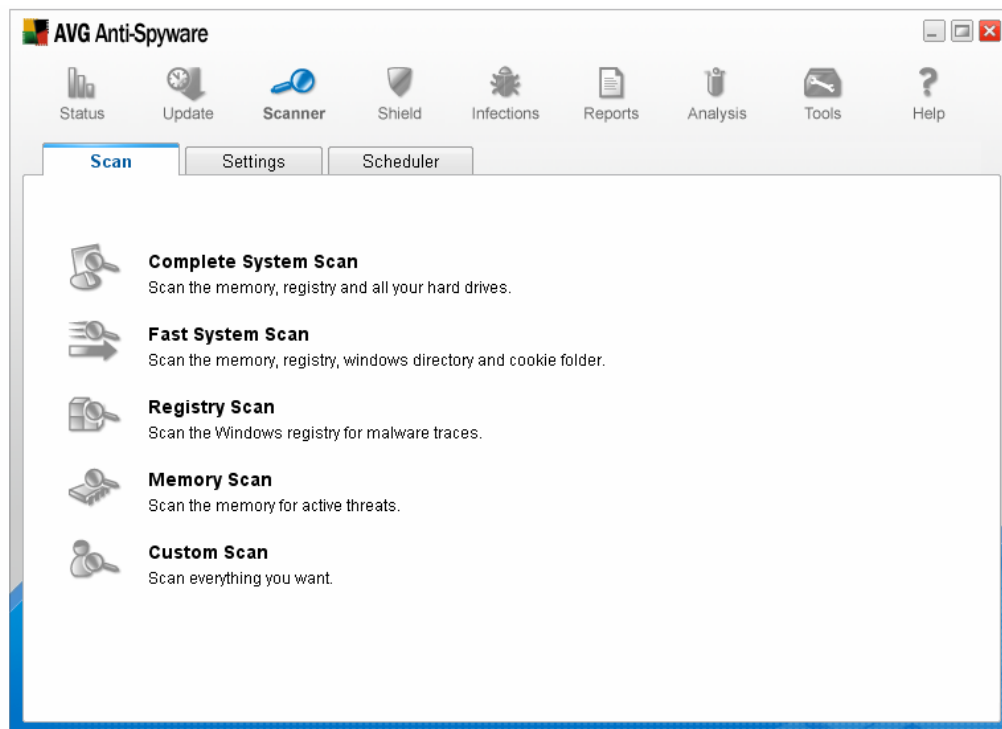 AVG Anti-Spyware
Status Update Scanner Shield Infections Reports Analysis Tools Help
Scan Settings Scheduler
Complete System Scan
Scan the memory, registry and all your hard drives.
Fast System Scan
Scan the memory, registry, windows directory and cookie folder.
Registry Scan
Scan the Windows registry for malware traces.
Memory Scan
Scan the memory for active threats.
Custom Scan
Scan everything you want.